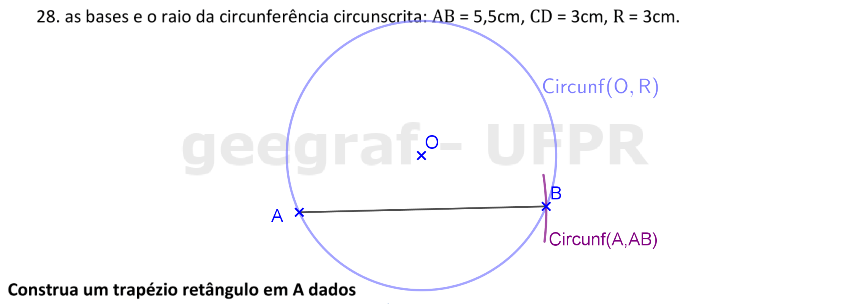 28. as bases e o raio da circunferência circunscrita: AB = 5,5cm, CD = 3cm, R = 3cm.
Circunf(O, R)
geegraf – UFPR
O
B
A
Circunf(A,AB)
Construa um trapézio retângulo em A dados